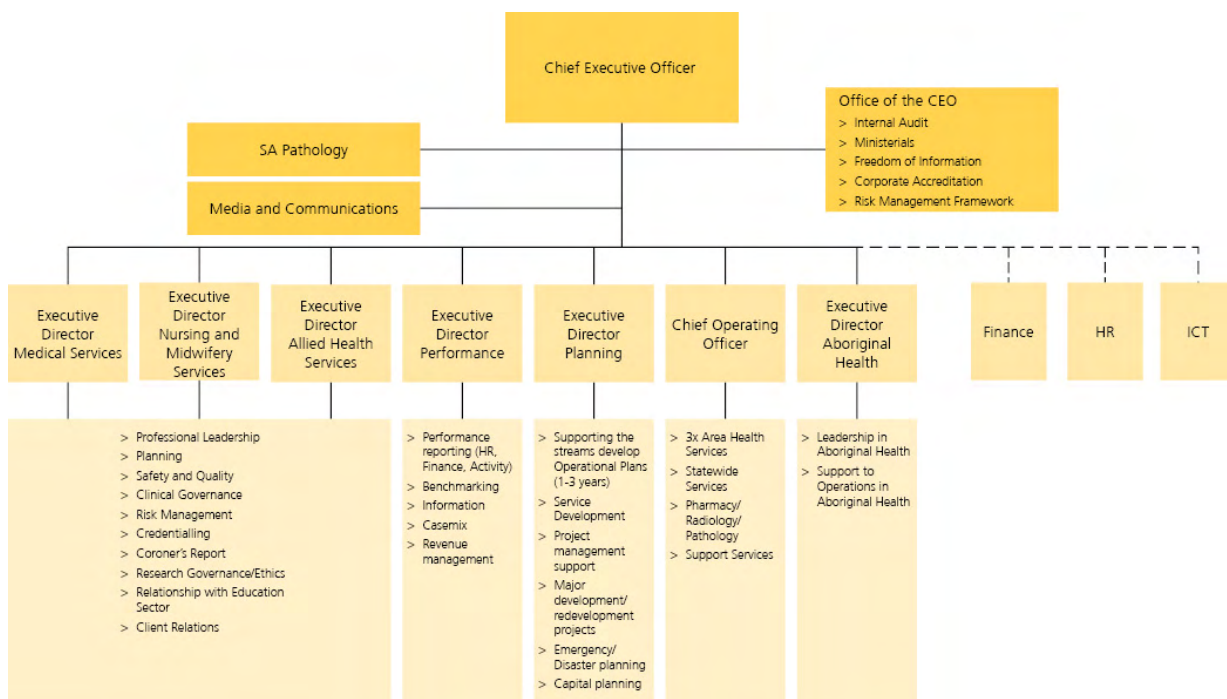 Chief Executive Officer
Office of the CEO
> Internal Audit
> Ministerials
> Freedom of Information
> Corporate Accreditation
> Risk Management Framework
SA Pathology
Media and Communications
Executive
Director
Medical Services
Executive
Director
Nursing and
Midwifery
Services
Executive
Director
Allied Health
Services
Executive
Director
Performance
Executive
Director
Planning
Chief Operating
Officer
Executive
Director
Aboriginal
Health
Finance
HR
ICT
> Professional Leadership
> Planning
> Safety and Quality
> Clinical Governance
> Risk Management
> Credentialling
> Coroner's Report
> Research Governance/Ethics
> Relationship with Education
Sector
> Client Relations
> Performance
reporting (HR,
Finance, Activity)
> Benchmarking
> Information
> Casemix
> Revenue
management
> Supporting the
streams develop
Operational Plans
(1-3 years)
> Service
Development
> Project
management
support
> Major
development/
redevelopment
projects
> Emergency/
Disaster planning
> Capital planning
> 3x Area Health
Services
> Statewide
Services
> Pharmacy/
Radiology/
Pathology
> Support Services
> Leadership in
Aboriginal Health
> Support to
Operations in
Aboriginal Health